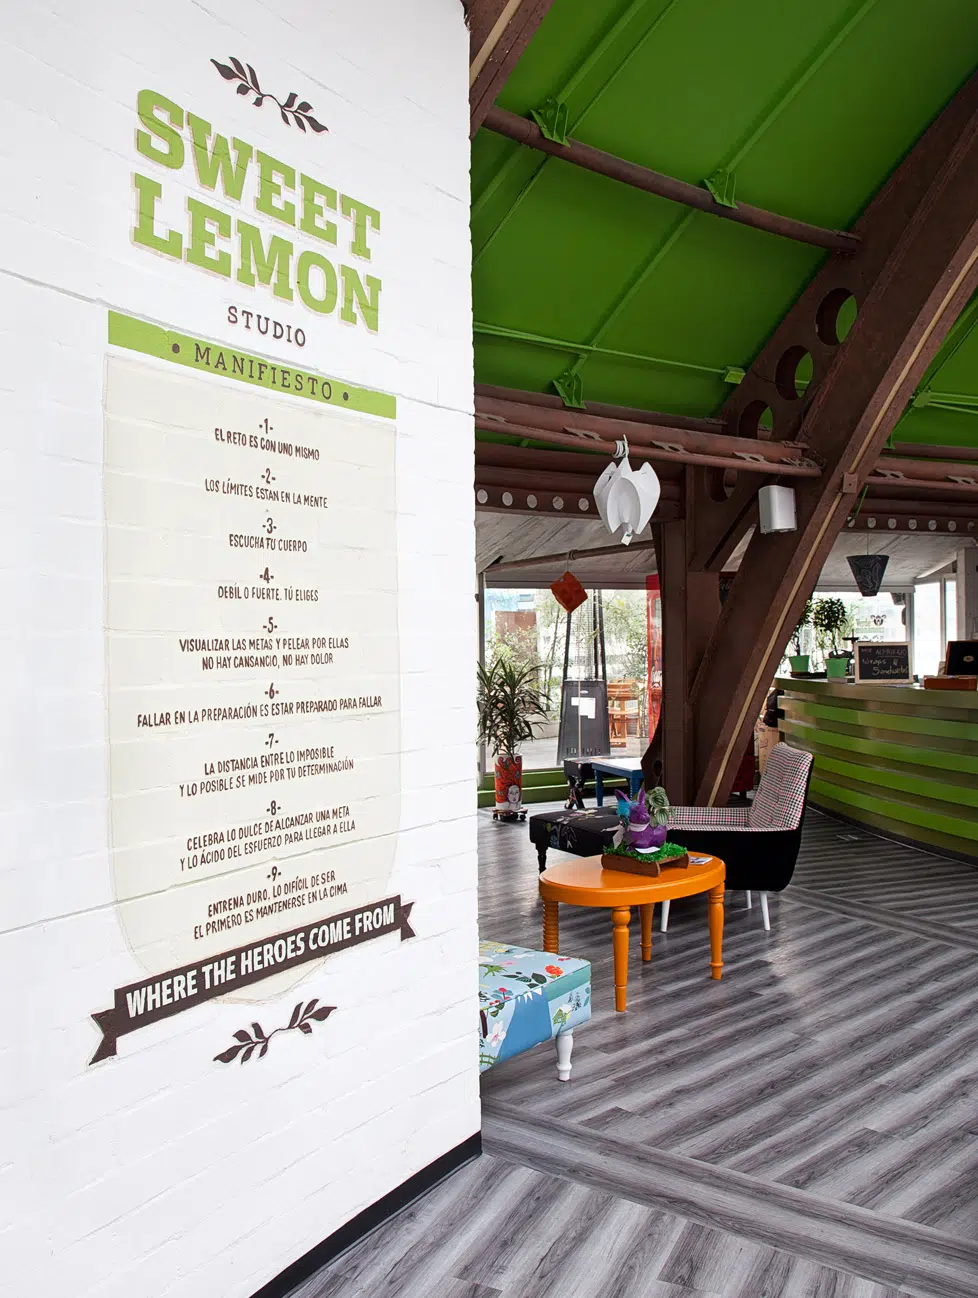 SWEET
LEMON
STUDIO
• MANIFIESTO •
-1-
EL RETO ES CON UNO MISMO
-2-
LOS LÍMITES ESTAN EN LA MENTE
-3-
ESCUCHA TU CUERPO
-4-
DEBIL O FUERTE. TÚ ELIGES
-5-
VISUALIZAR LAS METAS Y PELEAR POR ELLAS
NO HAY CANSANCIO, NO HAY DOLOR
-6-
FALLAR EN LA PREPARACIÓN ES ESTAR PREPARADO PARA FALLAR
-7-
LA DISTANCIA ENTRE LO IMPOSIBLE
Y LO POSIBLE SE MIDE POR TU DETERMINACIÓN
-8-
CELEBRA LO DULCE DE ALCANZAR UNA META
Y LO ÁCIDO DEL ESFUERZO PARA LLEGAR A ELLA
-9-
ENTRENA DURO, LO DIFÍCIL DE SER
EL PRIMERO ES MANTENERSE EN LA CIMA
WHERE THE HEROES COME FROM
Wraps &
Sandwiches